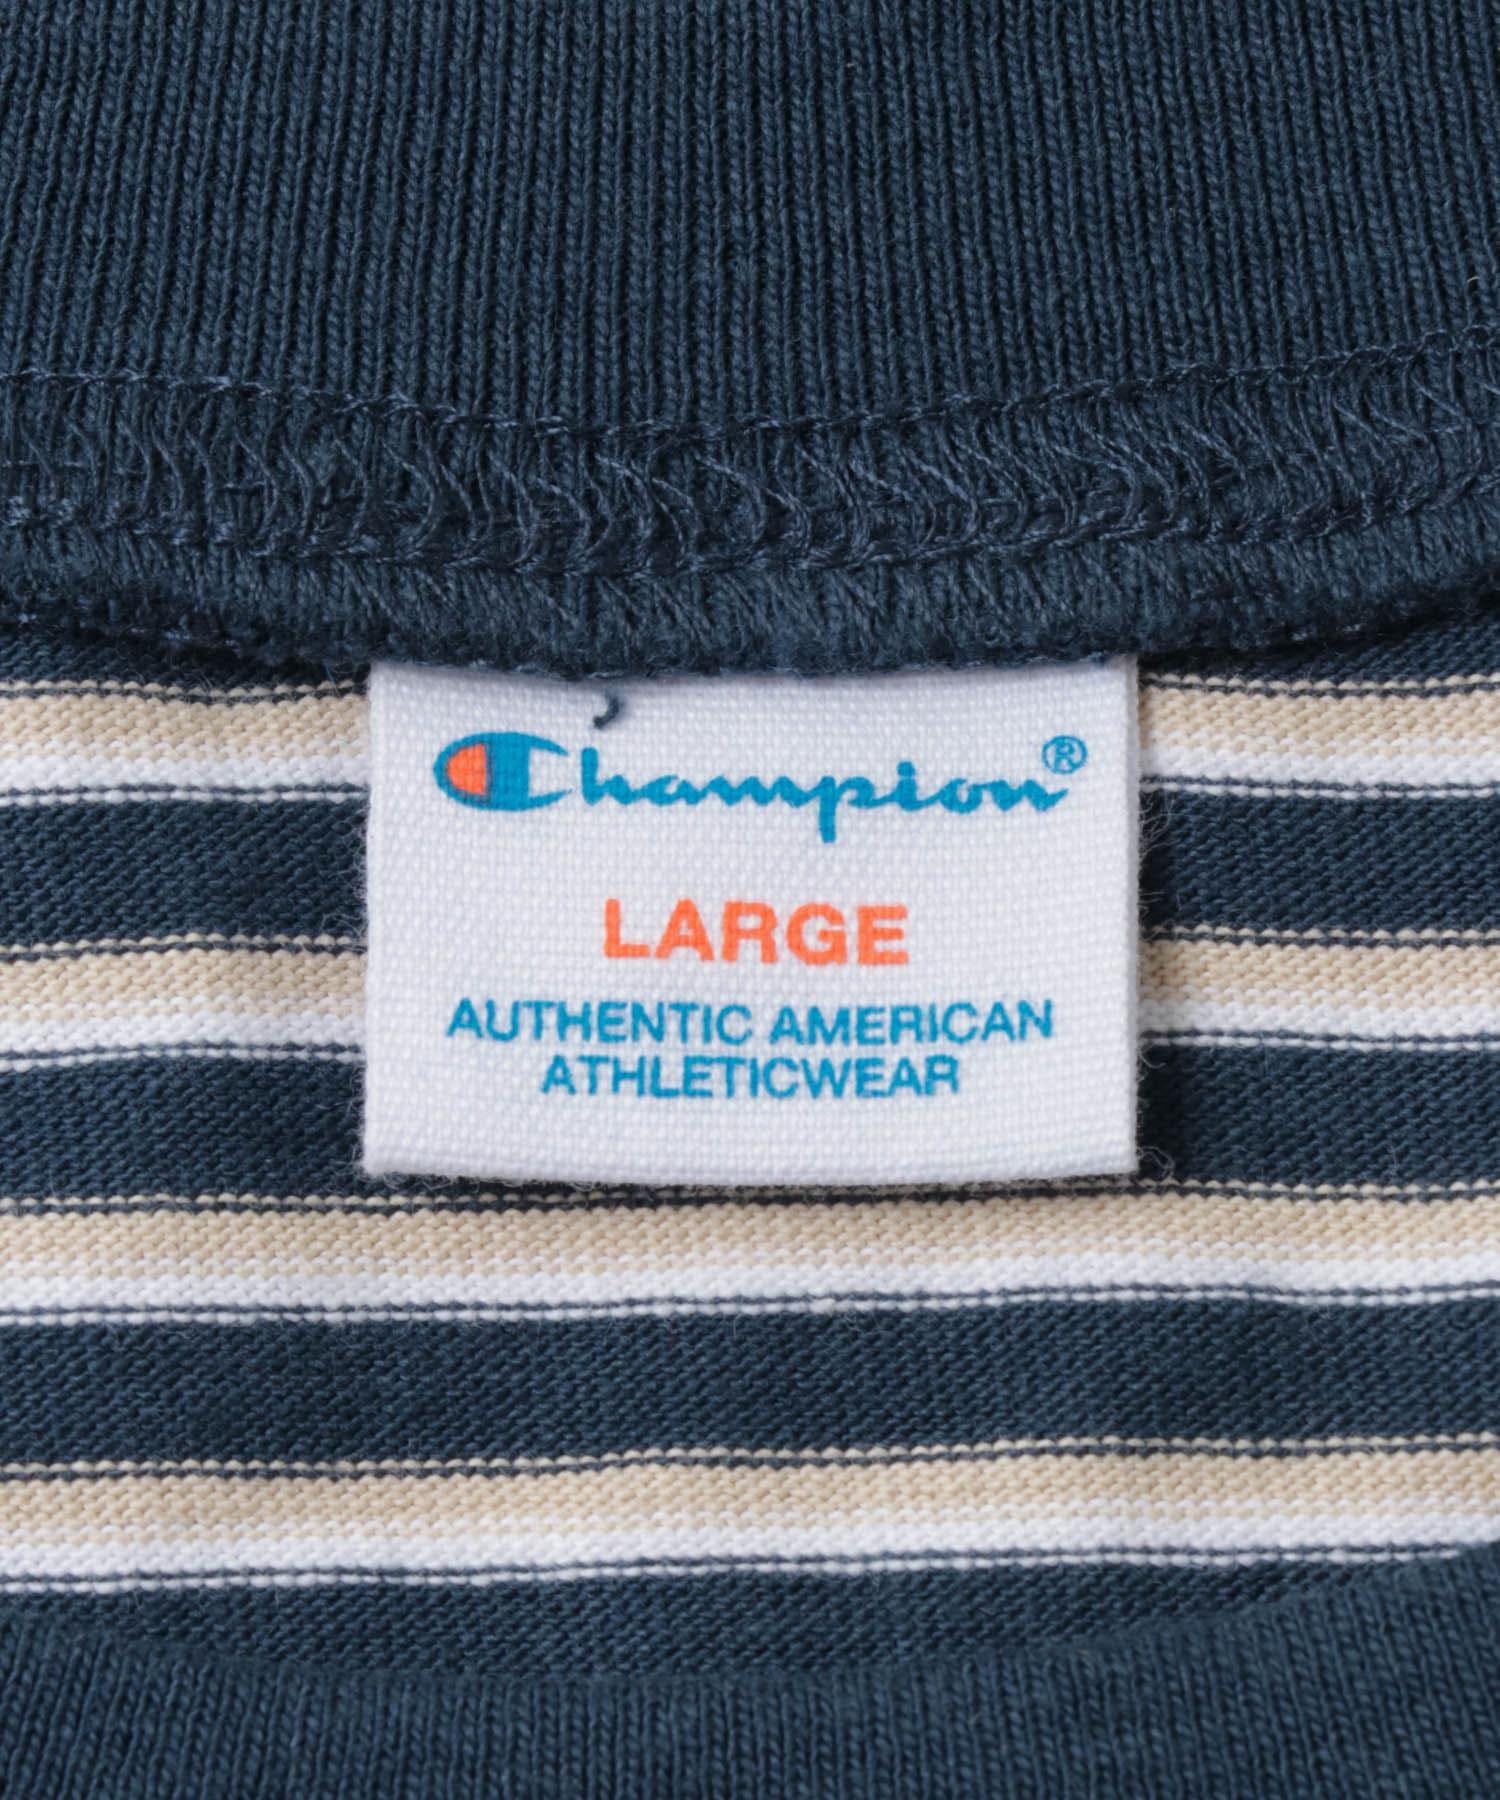 Champion®
LARGE
AUTHENTIC AMERICAN
ATHLETICWEAR